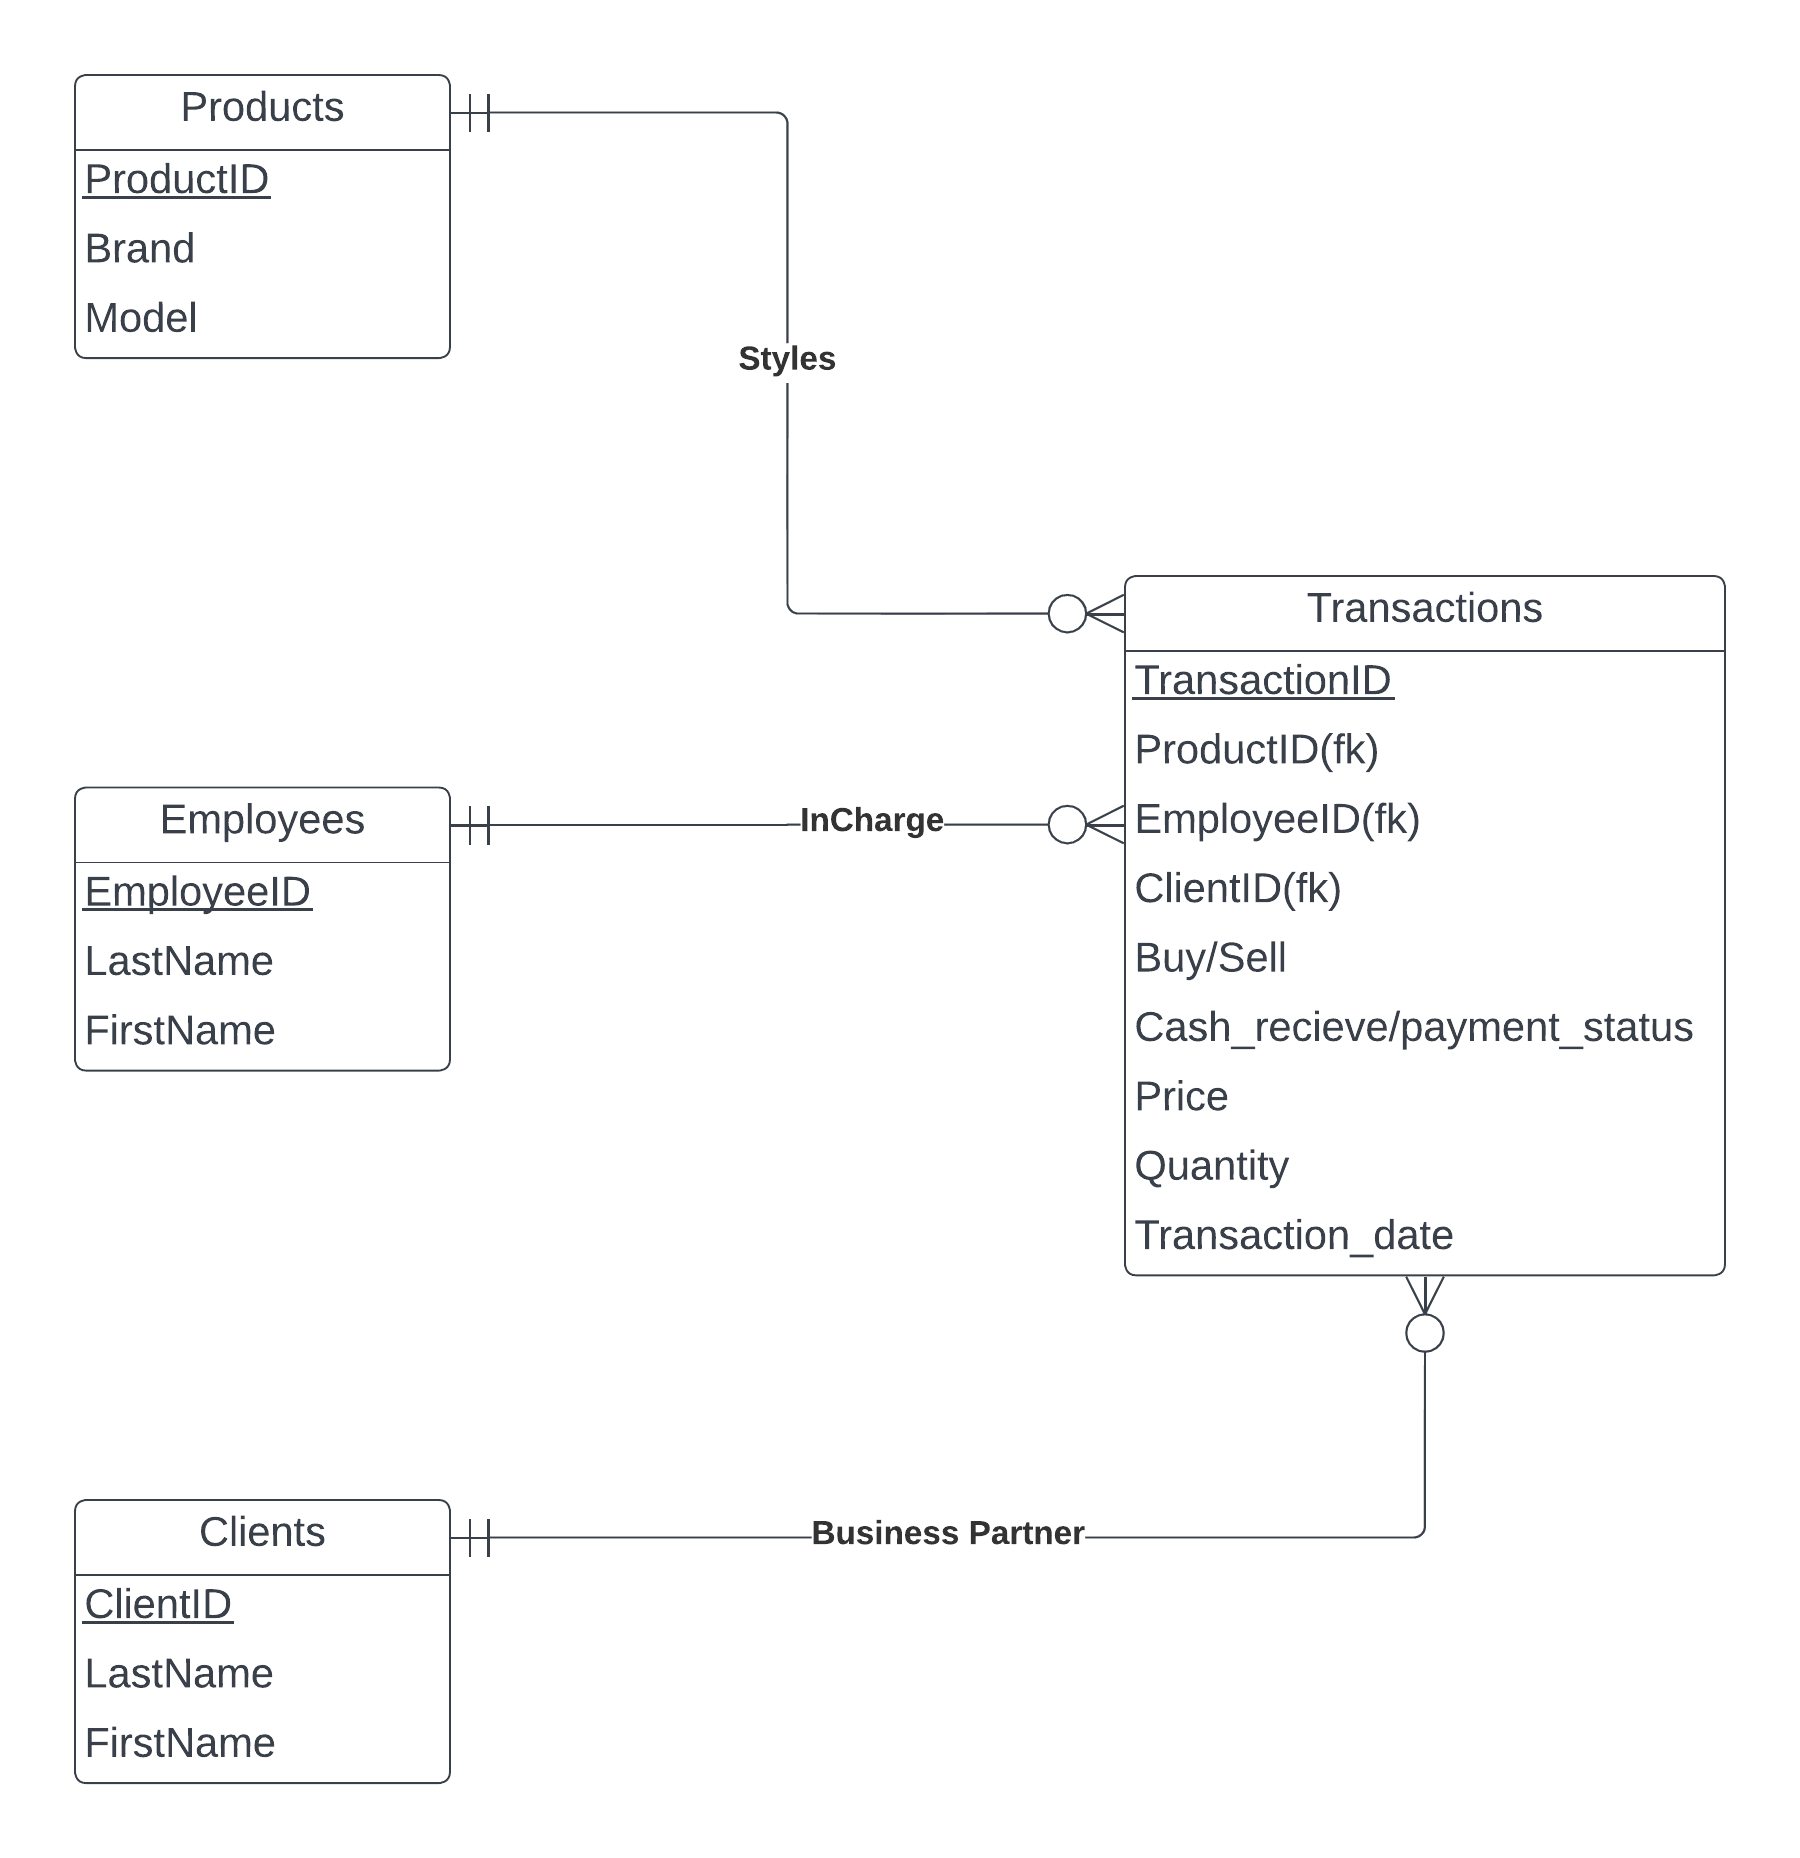 Products
ProductID
Brand
Model
Styles
Transactions
TransactionID
ProductID(fk)
EmployeeID(fk)
ClientID(fk)
Buy/Sell
Cash_recieve/payment_status
Price
Quantity
Transaction_date
Employees
EmployeeID
LastName
FirstName
InCharge
Clients
ClientID
LastName
FirstName
Business Partner